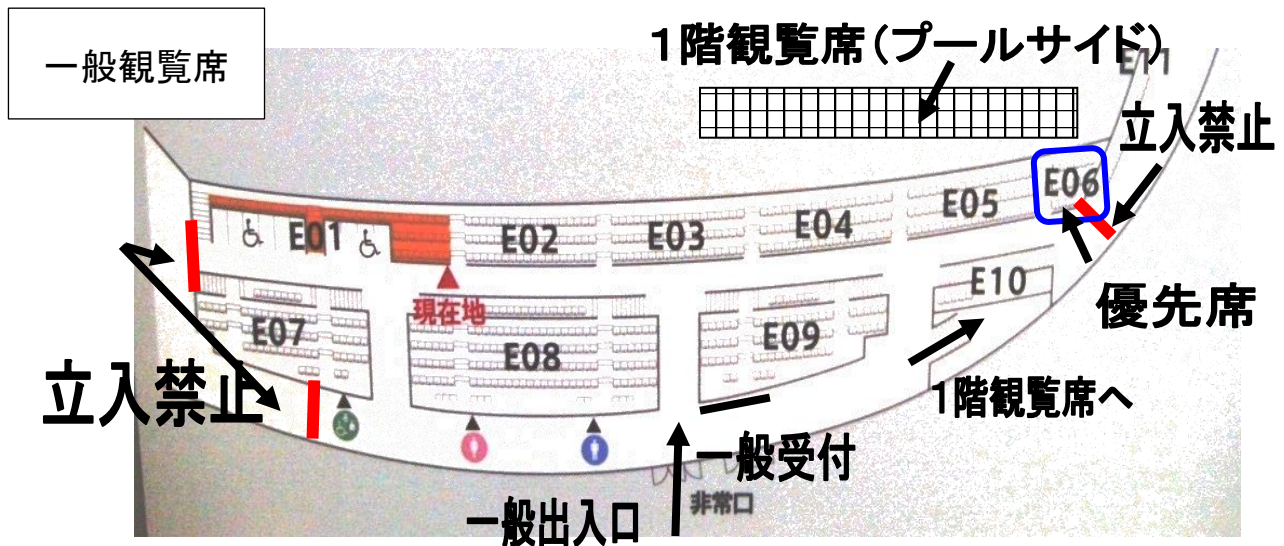 一般観覧席
1階観覧席(プールサイド)
E11
立入禁止
E06
E05
E04
E03
E02
E01
優先席
E10
現在地
E07
E08
E09
立入禁止
1階観覧席へ
一般受付
非常口
一般出入口